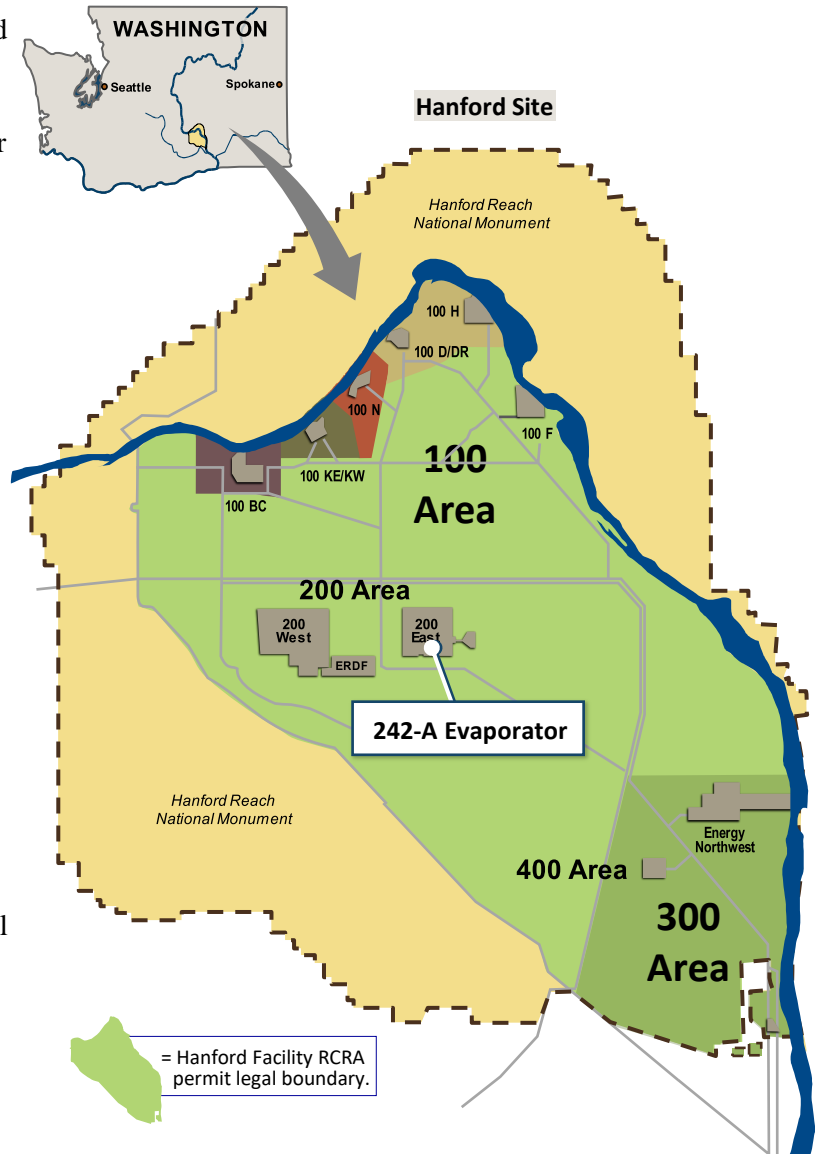 d
WASHINGTON
Seattle
Spokane
r
Hanford Site
Hanford Reach
National Monument
100 H
100 D/DR
100 N
100 F
100 KE/KW
100 BC
100
Area
200 Area
200
West
200
East
ERDF
242-A Evaporator
Hanford Reach
National Monument
Energy
Northwest
400 Area
300
Area
l
= Hanford Facility RCRA
permit legal boundary.